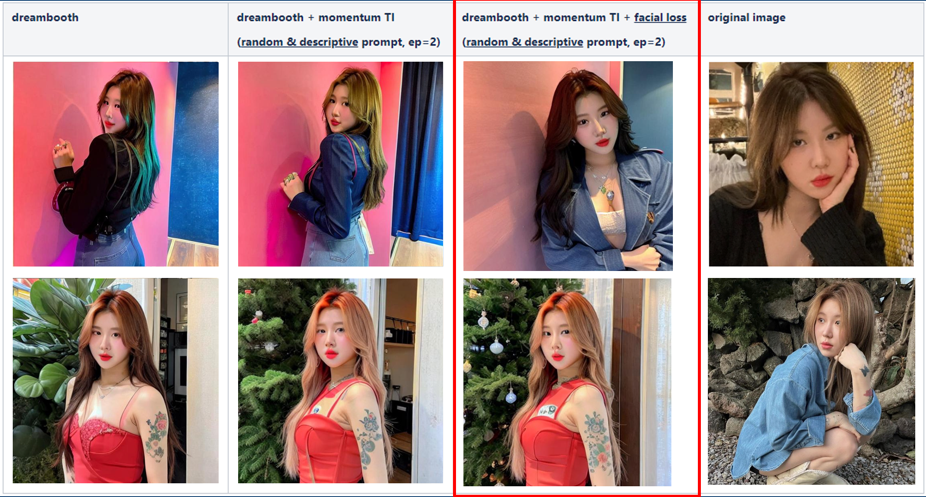 dreambooth
dreambooth + momentum TI
(random & descriptive prompt, ep=2)
dreambooth + momentum TI + facial loss
(random & descriptive prompt, ep=2)
original image